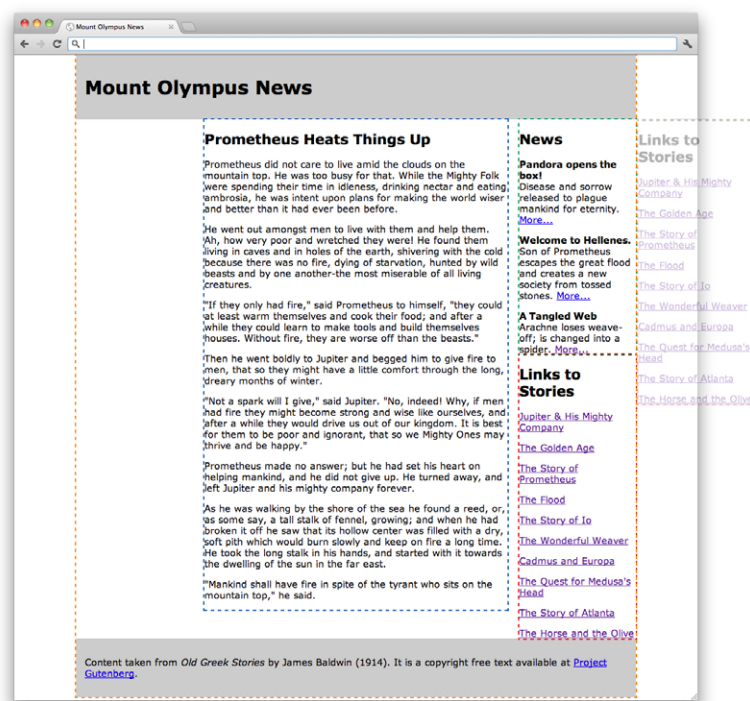 Mount Olympus News
Mount Olympus News
Prometheus Heats Things Up
Prometheus did not care to live amid the clouds on the
mountain top. He was too busy for that. While the Mighty Folk
were spending their time in idleness, drinking nectar and eating
ambrosia, he was intent upon plans for making the world wiser
and better than it had ever been before.
He went out amongst men to live with them and help them.
Ah, how very poor and wretched they were! He found them
living in caves and in holes of the earth, shivering with the cold
because there was no fire, dying of starvation, hunted by wild
beasts and by one another-the most miserable of all living
creatures.
"If they only had fire," said Prometheus to himself, "they could
at least warm themselves and cook their food; and after a
while they could learn to make tools and build themselves
houses. Without fire, they are worse off than the beasts."
Then he went boldly to Jupiter and begged him to give fire to
men, that so they might have a little comfort through the long,
dreary months of winter.
"Not a spark will I give," said Jupiter. "No, indeed! Why, if men
had fire they might become strong and wise like ourselves, and
after a while they would drive us out of our kingdom. It is best
for them to be poor and ignorant, that so we Mighty Ones may
thrive and be happy."
Prometheus made no answer; but he had set his heart on
helping mankind, and he did not give up. He turned away, and
left Jupiter and his mighty company forever.
As he was walking by the shore of the sea he found a reed, or,
as some say, a tall stalk of fennel, growing; and when he had
broken it off he saw that its hollow center was filled with a dry,
soft pith which would burn slowly and keep on fire a long time.
He took the long stalk in his hands, and started with it towards
the dwelling of the sun in the far east.
"Mankind shall have fire in spite of the tyrant who sits on the
mountain top," he said.
News
Pandora opens the
box!
Disease and sorrow
released to plague
mankind for eternity.
More...
Welcome to Hellenes.
Son of Prometheus
escapes the great flood
and creates a new
society from tossed
stones. More...
A Tangled Web
Arachne loses weave-
off; is changed into a
spider. More...
Links to
Stories
Jupiter & His Mighty
Company
The Golden Age
The Story of
Prometheus
The Flood
The Story of Io
The Wonderful Weaver
Cadmus and Europa
The Quest for Medusa's
Head
The Story of Atlanta
The Horse and the Olive
Links to
Stories
Jupiter & His Mighty
Company
The Golden Age
The Story of
Prometheus
The Flood
The Story of Io
The Wonderful Weaver
Cadmus and Europa
The Quest for Medusa's
Head
The Story of Atlanta
The Horse and the Olive
Content taken from Old Greek Stories by James Baldwin (1914). It is a copyright free text available at Project
Gutenberg.